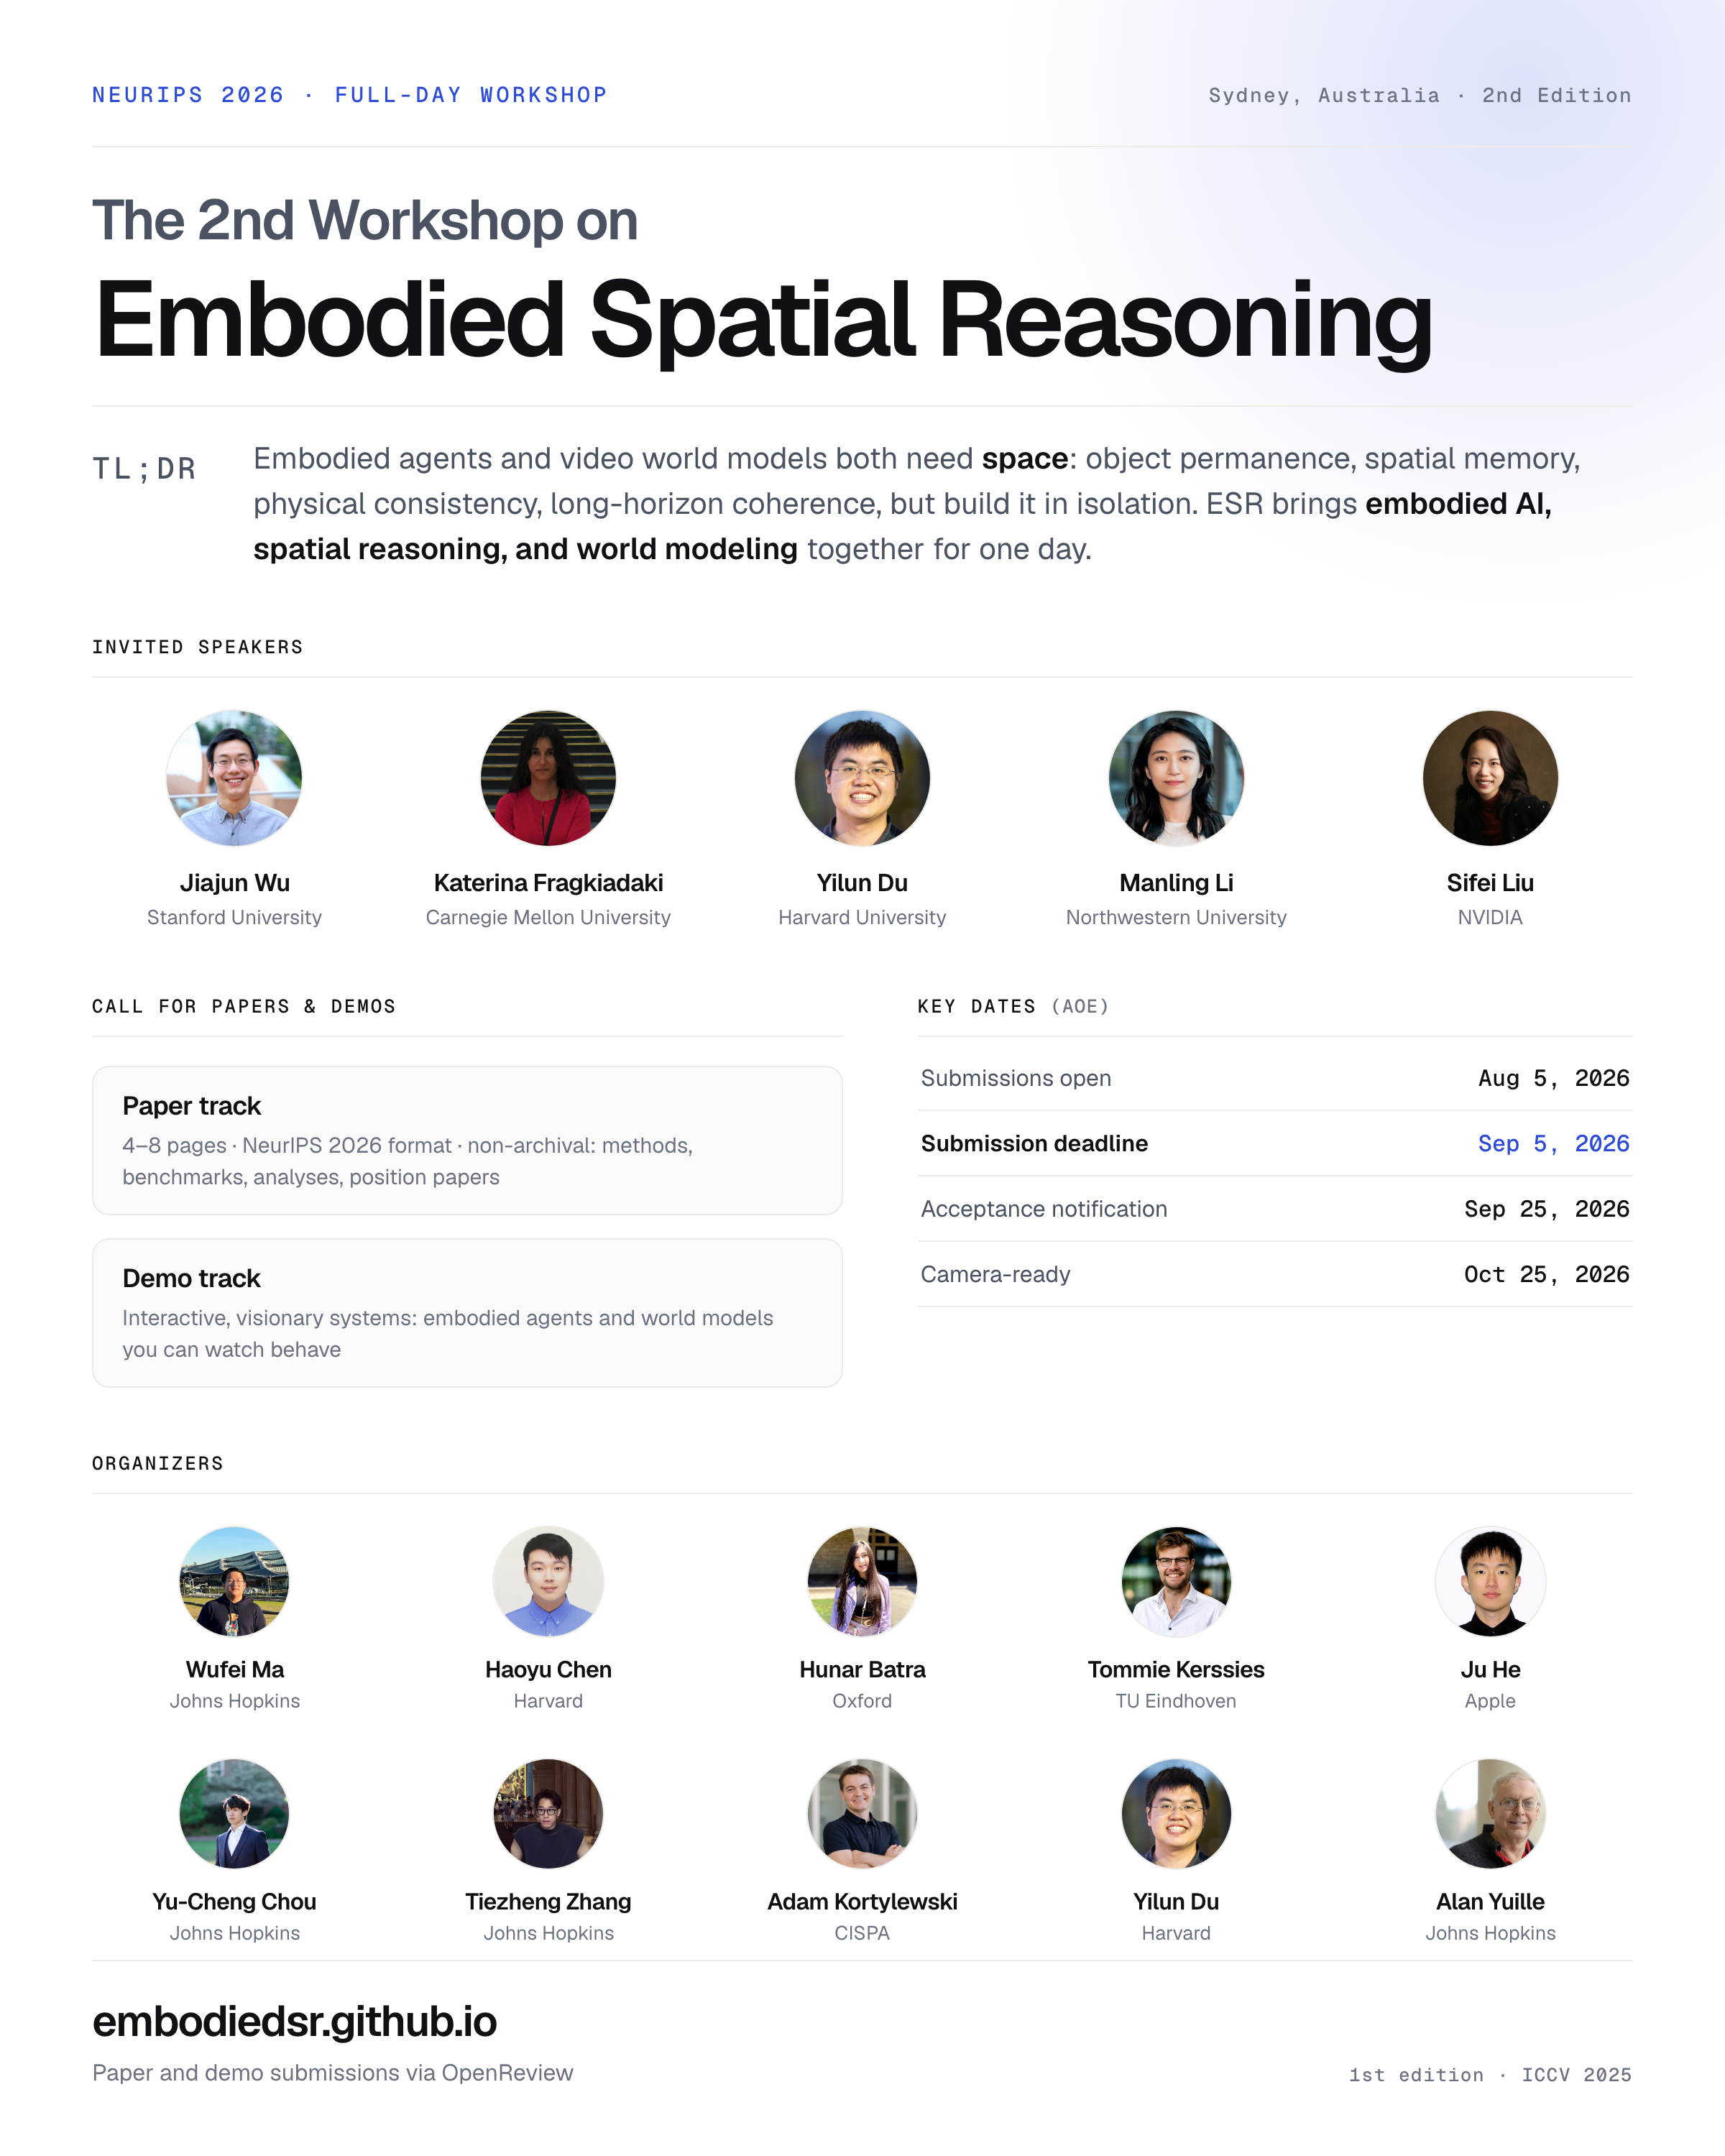 NEURIPS 2026 · FULL-DAY WORKSHOP
Sydney, Australia · 2nd Edition
The 2nd Workshop on
Embodied Spatial Reasoning
TL;DR
Embodied agents and video world models both need space: object permanence, spatial memory,
physical consistency, long-horizon coherence, but build it in isolation. ESR brings embodied AI,
spatial reasoning, and world modeling together for one day.
INVITED SPEAKERS
Jiajun Wu
Stanford University
Katerina Fragkiadaki
Carnegie Mellon University
Yilun Du
Harvard University
Manling Li
Northwestern University
Sifei Liu
NVIDIA
CALL FOR PAPERS & DEMOS
Paper track
4–8 pages · NeurIPS 2026 format · non-archival: methods,
benchmarks, analyses, position papers
Demo track
Interactive, visionary systems: embodied agents and world models
you can watch behave
KEY DATES (AOE)
Submissions open Aug 5, 2026
Submission deadline Sep 5, 2026
Acceptance notification Sep 25, 2026
Camera-ready Oct 25, 2026
ORGANIZERS
Wufei Ma
Johns Hopkins
Haoyu Chen
Harvard
Hunar Batra
Oxford
Tommie Kerssies
TU Eindhoven
Ju He
Apple
Yu-Cheng Chou
Johns Hopkins
Tiezheng Zhang
Johns Hopkins
Adam Kortylewski
CISPA
Yilun Du
Harvard
Alan Yuille
Johns Hopkins
embodiedsr.github.io
Paper and demo submissions via OpenReview
1st edition · ICCV 2025